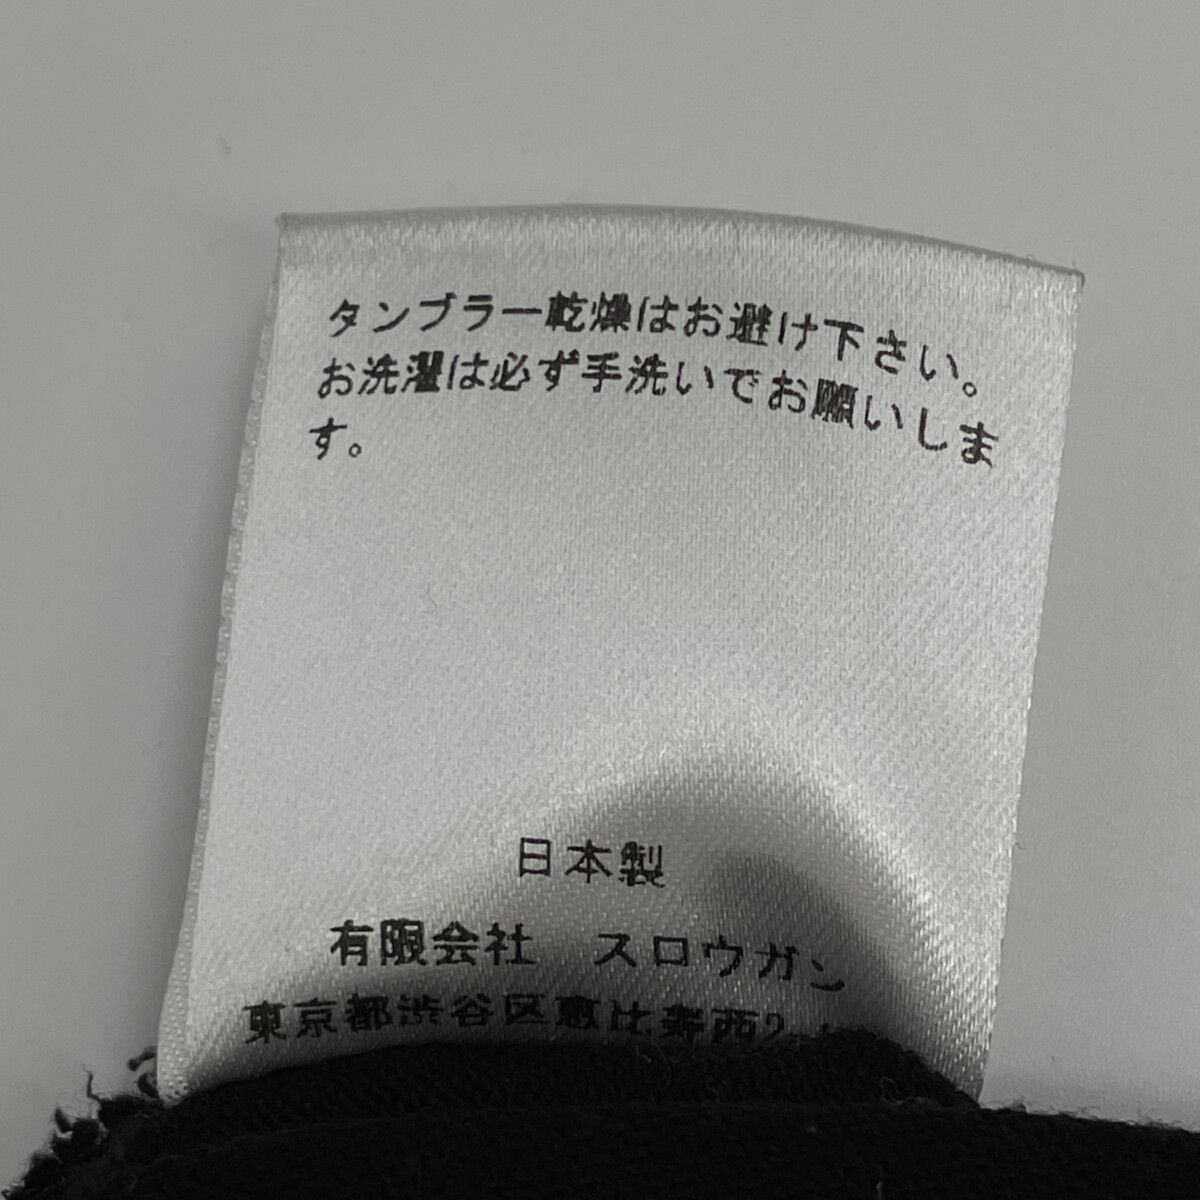 タンブラー乾燥はお避け下さい。
お洗濯は必ず手洗いでお願いしま
す。
日本製
有限会社 スロウガン
東京都渋谷区恵比寿西2